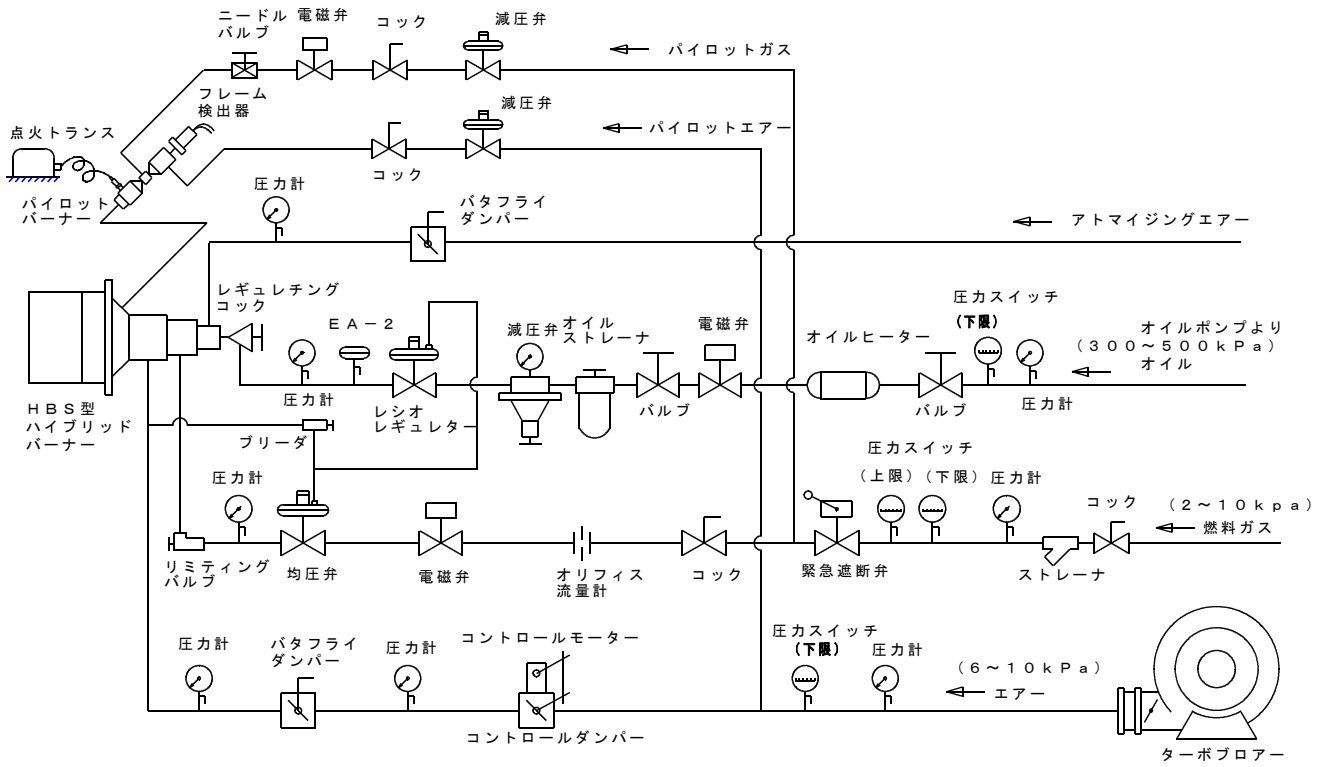 ニードル
バルブ
電磁弁
コック
減圧弁
パイロットガス
フレーム
検出器
減圧弁
パイロットエアー
点火トランス
コック
パイロット
バーナー
圧力計
バタフライ
ダンパー
アトマイジングエアー
レギュレチング
コック
EA-2
減圧弁
オイル
ストレーナ
電磁弁
オイルヒーター
圧力スイッチ
(下限)
オイルポンプより
(300～500kPa)
オイル
圧力計
レシオ
レギュレター
バルブ
バルブ
圧力計
HBS型
ハイブリッド
バーナー
ブリーダ
圧力スイッチ
圧力計
(上限)
(下限)
圧力計
コック
(2～10kpa)
燃料ガス
リミティング
バルブ
均圧弁
電磁弁
オリフィス
流量計
コック
緊急遮断弁
ストレーナ
圧力計
バタフライ
ダンパー
圧力計
コントロールモーター
圧力スイッチ
(下限)
圧力計
(6～10kPa)
エアー
コントロールダンパー
ターボブロアー